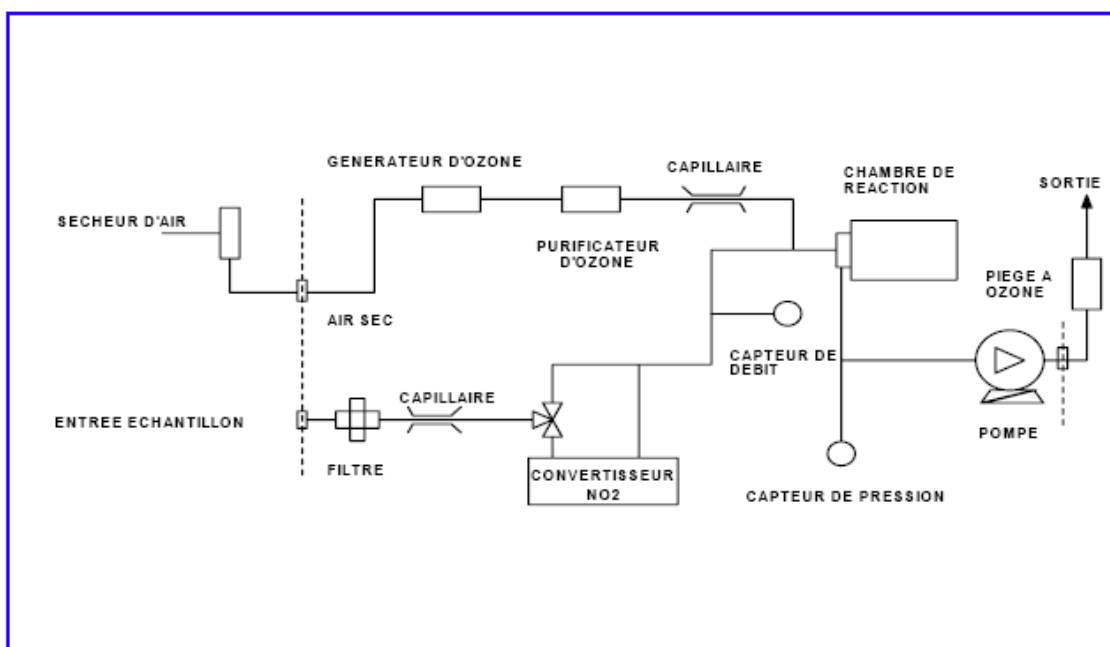 GENERATEUR D'OZONE
CAPILLAIRE
CHAMBRE DE
REACTION
SORTIE
SECHEUR D'AIR
PURIFICATEUR
D'OZONE
PIEGE A
OZONE
AIR SEC
CAPTEUR DE
DEBIT
ENTREE ECHANTILLON
CAPILLAIRE
POMPE
FILTRE
CONVERTISSEUR
NO2
CAPTEUR DE PRESSION